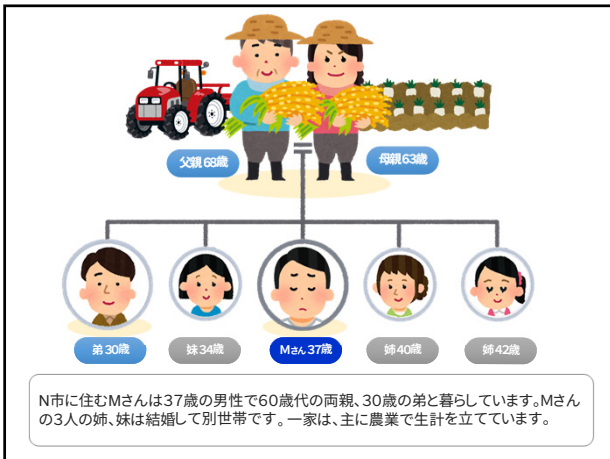 父親 68歳
母親 63歳
弟 30歳
妹 34歳
Mさん 37歳
姉 40歳
姉 42歳
N市に住むMさんは37歳の男性で60歳代の両親、30歳の弟と暮らしています。Mさん
の3人の姉、妹は結婚して別世帯です。一家は、主に農業で生計を立てています。